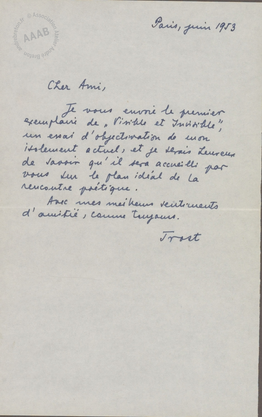 AAAB
Paris, juin 1953
Cher Ami,
Je vous envoie le premier
exemplaire de „Visible et Invisible",
un essai d'objectivation de mon
isolement actuel, et je serais heureux
de savoir qu'il sera accueilli par
vous sur le plan idéal de la
rencontre poétique.
Avec mes meilleurs sentiments
d'amitié, comme toujours.
Trost